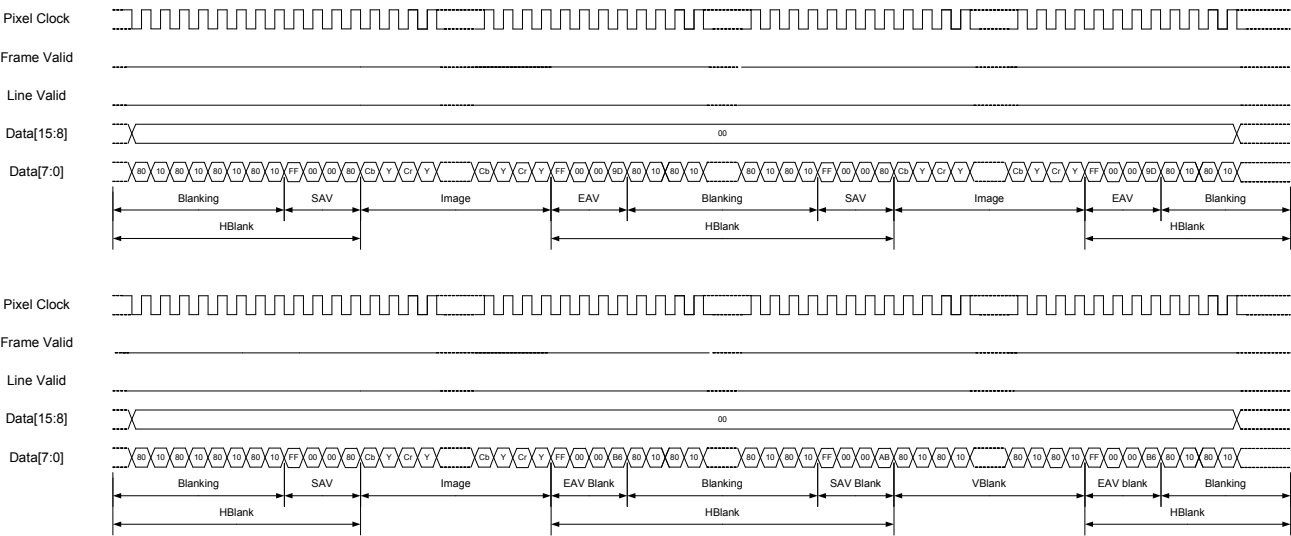 Pixel Clock
Frame Valid
Line Valid
Data[15:8] 00
Data[7:0] 80 10 80 10 80 10 80 10 FF 00 00 80 Cb Y Cr Y Cb Y Cr Y FF 00 00 9D 80 10 80 10 80 10 80 10 FF 00 00 80 Cb Y Cr Y Cb Y Cr Y FF 00 00 9D 80 10 80 10
Blanking SAV Image EAV Blanking SAV Image EAV Blanking
HBlank HBlank HBlank
Pixel Clock
Frame Valid
Line Valid
Data[15:8] 00
Data[7:0] 80 10 80 10 80 10 80 10 FF 00 00 80 Cb Y Cr Y Cb Y Cr Y FF 00 00 B6 80 10 80 10 80 10 80 10 FF 00 00 AB 80 10 80 10 80 10 80 10 FF 00 00 B6 80 10 80 10
Blanking SAV Image EAV Blank Blanking SAV Blank VBlank EAV blank Blanking
HBlank HBlank HBlank